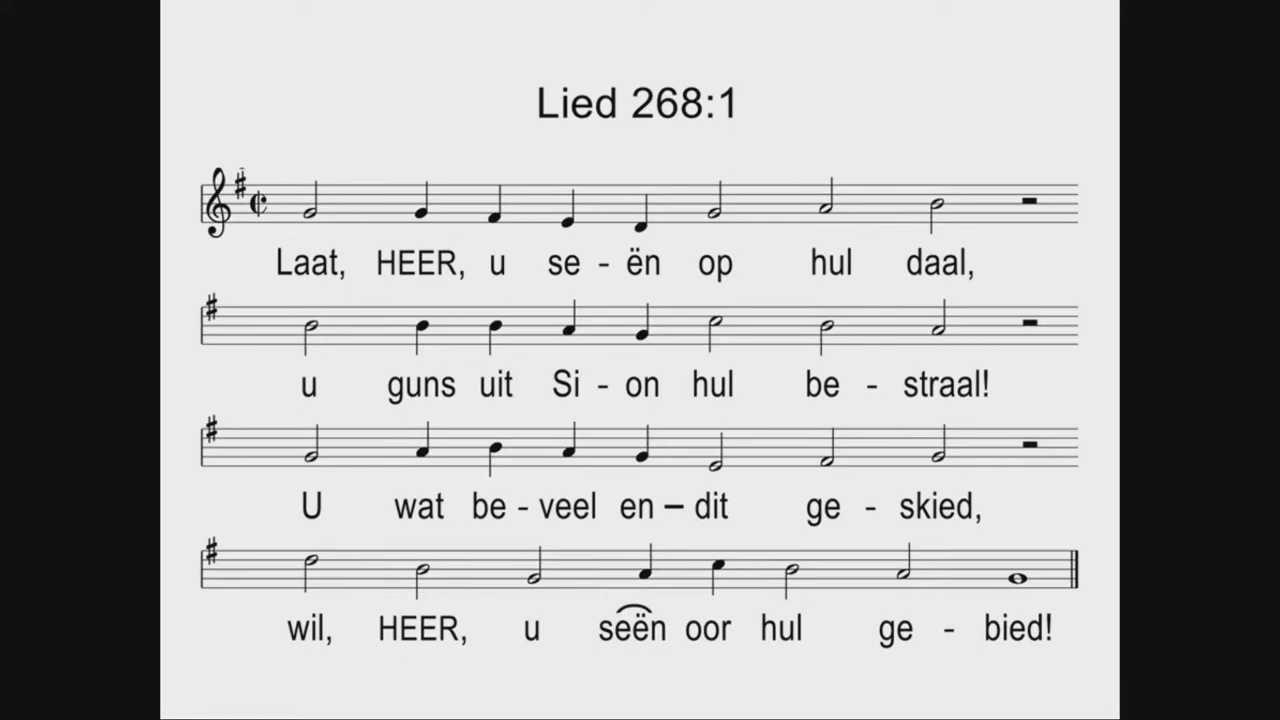 Lied 268:1
Laat, HEER, u se - ën op hul daal,
u guns uit Si - on hul be - straal!
U wat be - veel en – dit ge - skied,
wil, HEER, u seën oor hul ge - bied!